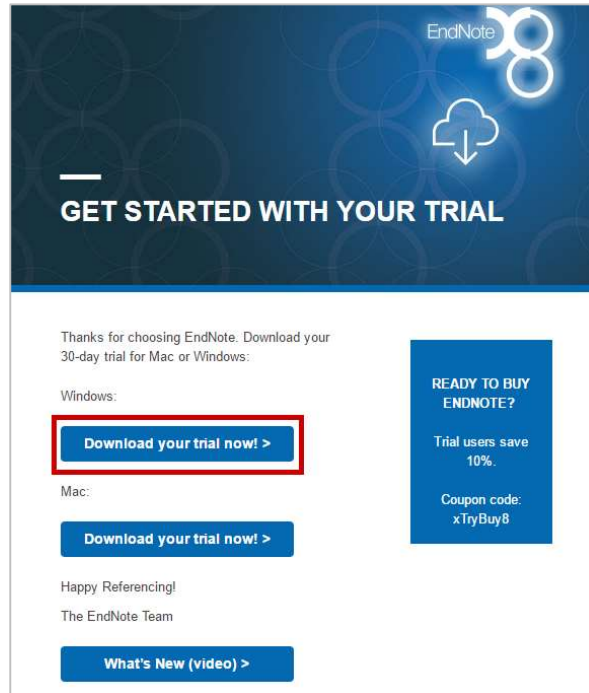 EndNote X8
GET STARTED WITH YOUR TRIAL
Thanks for choosing EndNote. Download your
30-day trial for Mac or Windows:
Windows:
Download your trial now! >
Mac:
Download your trial now! >
Happy Referencing!
The EndNote Team
What's New (video) >
READY TO BUY
ENDNOTE?
Trial users save
10%.
Coupon code:
xTryBuy8